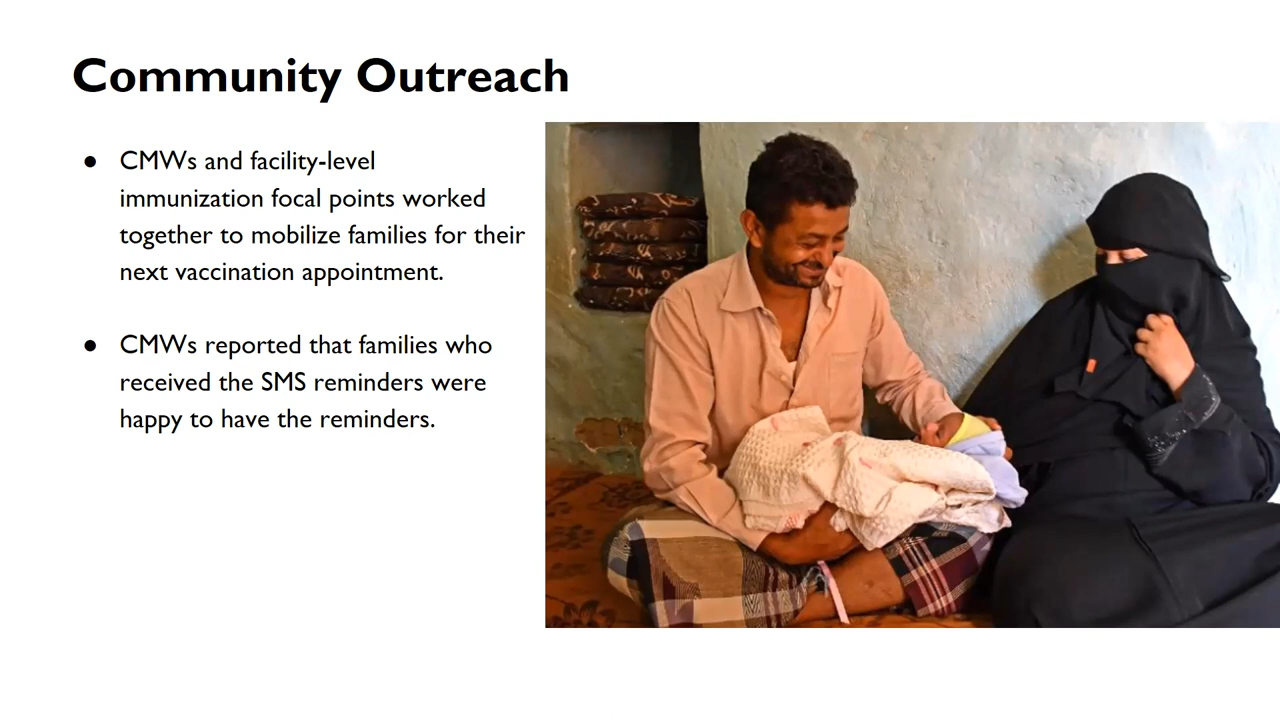 Community Outreach
● CMWs and facility-level
immunization focal points worked
together to mobilize families for their
next vaccination appointment.
● CMWs reported that families who
received the SMS reminders were
happy to have the reminders.